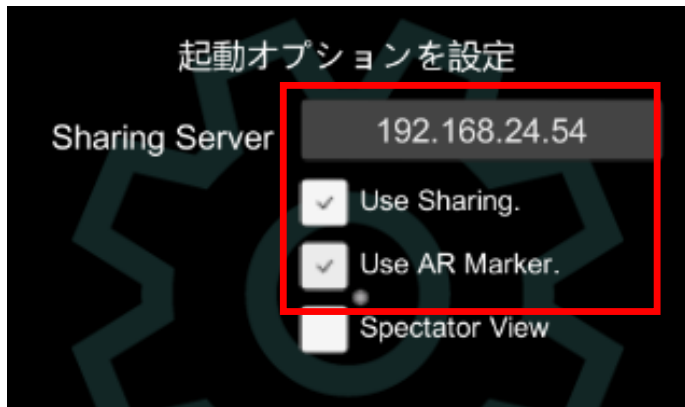 起動オプションを設定
Sharing Server 192.168.24.54
Use Sharing.
Use AR Marker.
Spectator View